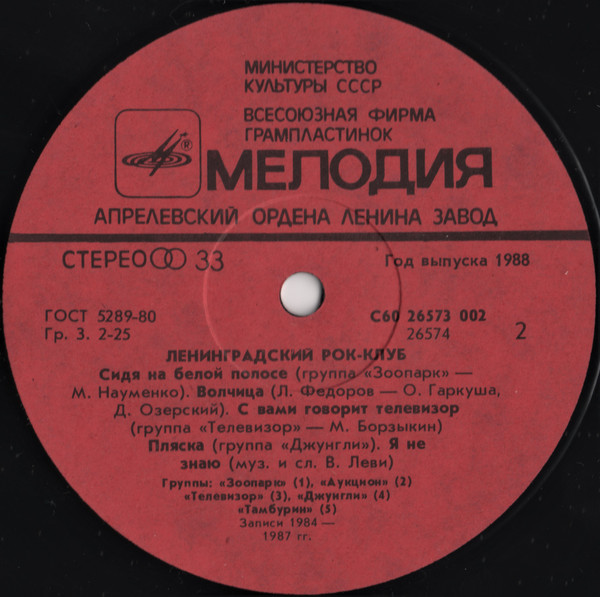 МИНИСТЕРСТВО
КУЛЬТУРЫ СССР
ВСЕСОЮЗНАЯ ФИРМА
ГРАМПЛАСТИНОК
®
МЕЛОДИЯ
АПРЕЛЕВСКИЙ ОРДЕНА ЛЕНИНА ЗАВОД
СТЕРЕО 33
Год выпуска 1988
ГОСТ 5289-80
Гр. 3. 2-25
С60 26573 002
26574
2
ЛЕНИНГРАДСКИЙ РОК-КЛУБ
Сидя на белой полосе (группа «Зоопарк» —
М. Науменко). Волчица (Л. Федоров — О. Гаркуша,
Д. Озерский). С вами говорит телевизор
(группа «Телевизор» — М. Борзыкин)
Пляска (группа «Джунгли»). Я не
знаю (муз. и сл. В. Леви)
Группы: «Зоопарк» (1), «Аукцион» (2)
«Телевизор» (3), «Джунгли» (4)
«Тамбурин» (5)
Записи 1984 —
1987 гг.